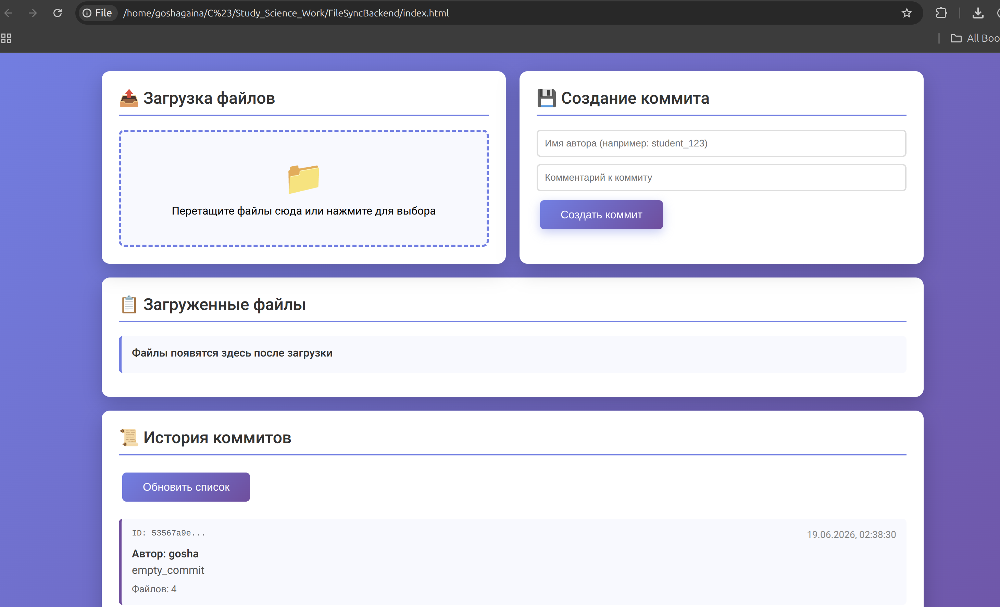 File /home/goshagaina/C%23/Study_Science_Work/FileSyncBackend/index.html
All Boo
Загрузка файлов
Перетащите файлы сюда или нажмите для выбора
Создание коммита
Имя автора (например: student_123)
Комментарий к коммиту
Создать коммит
Загруженные файлы
Файлы появятся здесь после загрузки
История коммитов
Обновить список
ID: 53567a9e...
19.06.2026, 02:38:30
Автор: gosha
empty_commit
Файлов: 4